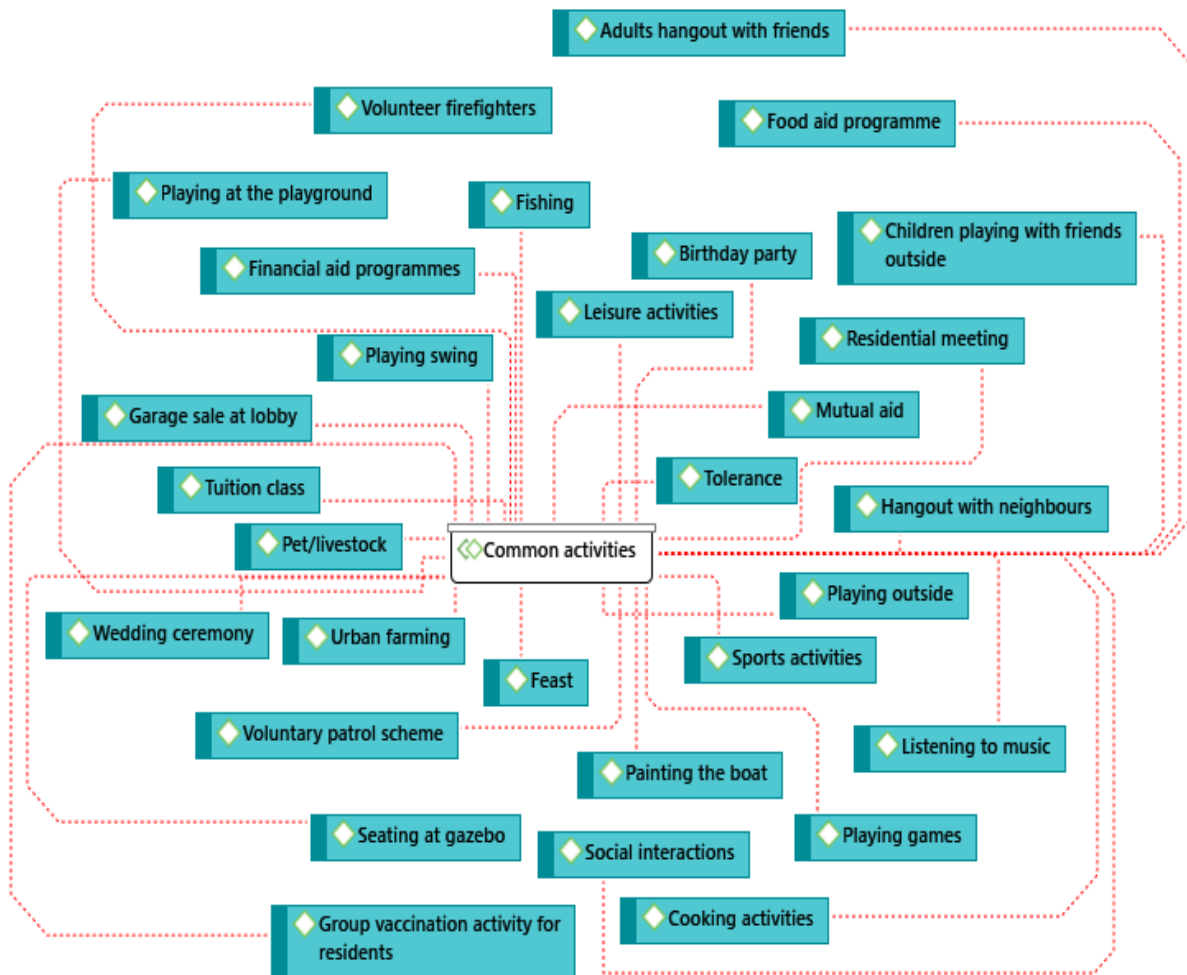 Adults hangout with friends
Volunteer firefighters
Food aid programme
Playing at the playground
Fishing
Children playing with friends
outside
Birthday party
Financial aid programmes
Leisure activities
Residential meeting
Playing swing
Mutual aid
Garage sale at lobby
Tolerance
Tuition class
Hangout with neighbours
Pet/livestock
Common activities
Playing outside
Wedding ceremony
Urban farming
Sports activities
Feast
Voluntary patrol scheme
Listening to music
Painting the boat
Seating at gazebo
Playing games
Social interactions
Cooking activities
Group vaccination activity for
residents